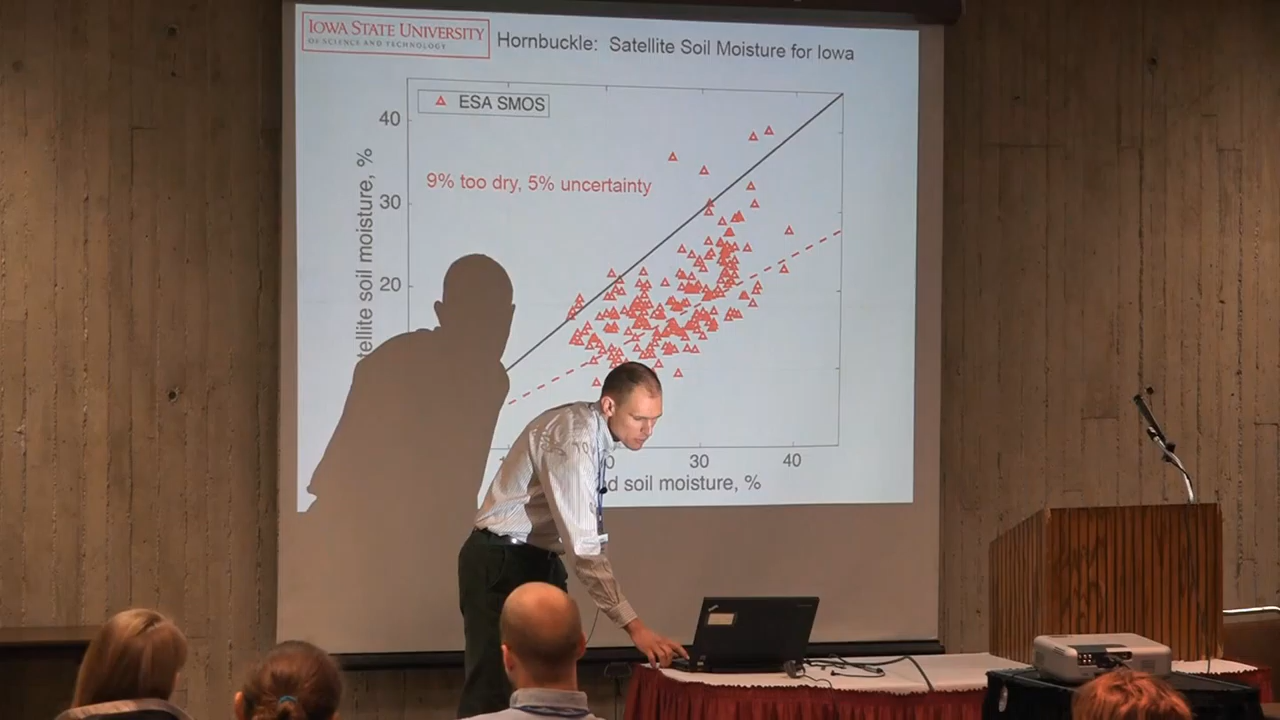 IOWA STATE UNIVERSITY
OF SCIENCE AND TECHNOLOGY
Hornbuckle: Satellite Soil Moisture for Iowa
ESA SMOS
40
9% too dry, 5% uncertainty
30
20
soil moisture, %
30
40
soil moisture, %